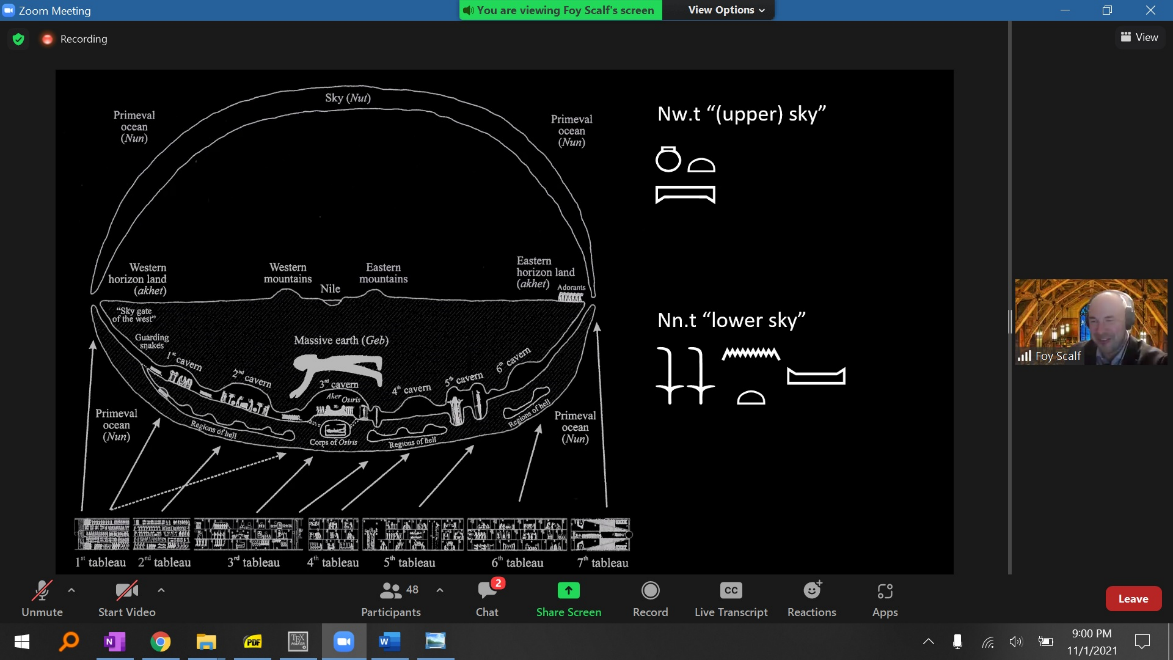 Zoom Meeting
You are viewing Foy Scalf's screen
View Options
Recording
View
Sky (Nut)
Primeval
ocean
(Nun)
Primeval
ocean
(Nun)
Western
horizon land
(akhet)
Western
mountains
Nile
Eastern
mountains
Eastern
horizon land
(akhet)
Adorants
"Sky gate
of the west"
Guarding
snakes
Massive earth (Geb)
1st cavern
2nd cavern
3rd cavern
4th cavern
5th cavern
6th cavern
Aker Osiris
Corps of Osiris
Regions of hell
Regions of hell
Regions of hell
Primeval
ocean
(Nun)
Primeval
ocean
(Nun)
1st tableau
2nd tableau
3rd tableau
4th tableau
5th tableau
6th tableau
7th tableau
Nw.t “(upper) sky”
𓏌𓏏
𓇯
Nn.t “lower sky”
Foy Scalf
Unmute
Start Video
Participants
48
Chat
2
Share Screen
Record
CC
Live Transcript
Reactions
Apps
Leave
N
PDF
TEX
W
9:00 PM
11/1/2021